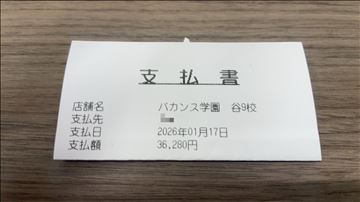 支払書
店舗名 バカンス学園 谷9校
支払先
支払日 2026年01月17日
支払額 36,280円